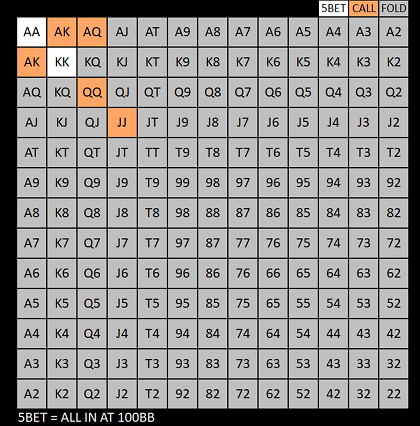 5BET CALL FOLD
AA AK AQ AJ AT A9 A8 A7 A6 A5 A4 A3 A2
AK KK KQ KJ KT K9 K8 K7 K6 K5 K4 K3 K2
AQ KQ QQ QJ QT Q9 Q8 Q7 Q6 Q5 Q4 Q3 Q2
AJ KJ QJ JJ JT J9 J8 J7 J6 J5 J4 J3 J2
AT KT QT JT TT T9 T8 T7 T6 T5 T4 T3 T2
A9 K9 Q9 J9 T9 99 98 97 96 95 94 93 92
A8 K8 Q8 J8 T8 98 88 87 86 85 84 83 82
A7 K7 Q7 J7 T7 97 87 77 76 75 74 73 72
A6 K6 Q6 J6 T6 96 86 76 66 65 64 63 62
A5 K5 Q5 J5 T5 95 85 75 65 55 54 53 52
A4 K4 Q4 J4 T4 94 84 74 64 54 44 43 42
A3 K3 Q3 J3 T3 93 83 73 63 53 43 33 32
A2 K2 Q2 J2 T2 92 82 72 62 52 42 32 22
5BET = ALL IN AT 100BB